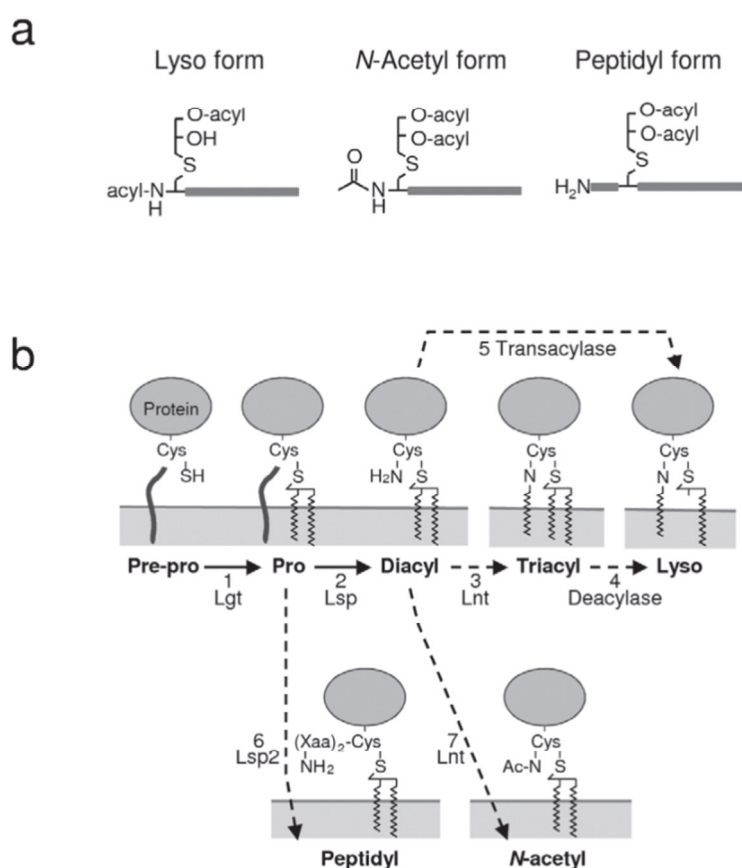 a
Lyso form
N-Acetyl form
Peptidyl form
O-acyl
OH
S
acyl-N
H
O-acyl
O-acyl
S
O
N
H
O-acyl
O-acyl
S
H₂N
b
5 Transacylase
Protein
Cys
SH
Cys
S
Cys
H₂N
S
Cys
N
S
Cys
N
S
Pre-pro
Pro
Diacyl
Triacyl
Lyso
1
Lgt
2
Lsp
3
Lnt
4
Deacylase
6
Lsp2
(Xaa)₂-Cys
NH₂
S
7
Lnt
Cys
Ac-N
S
Peptidyl
N-acetyl